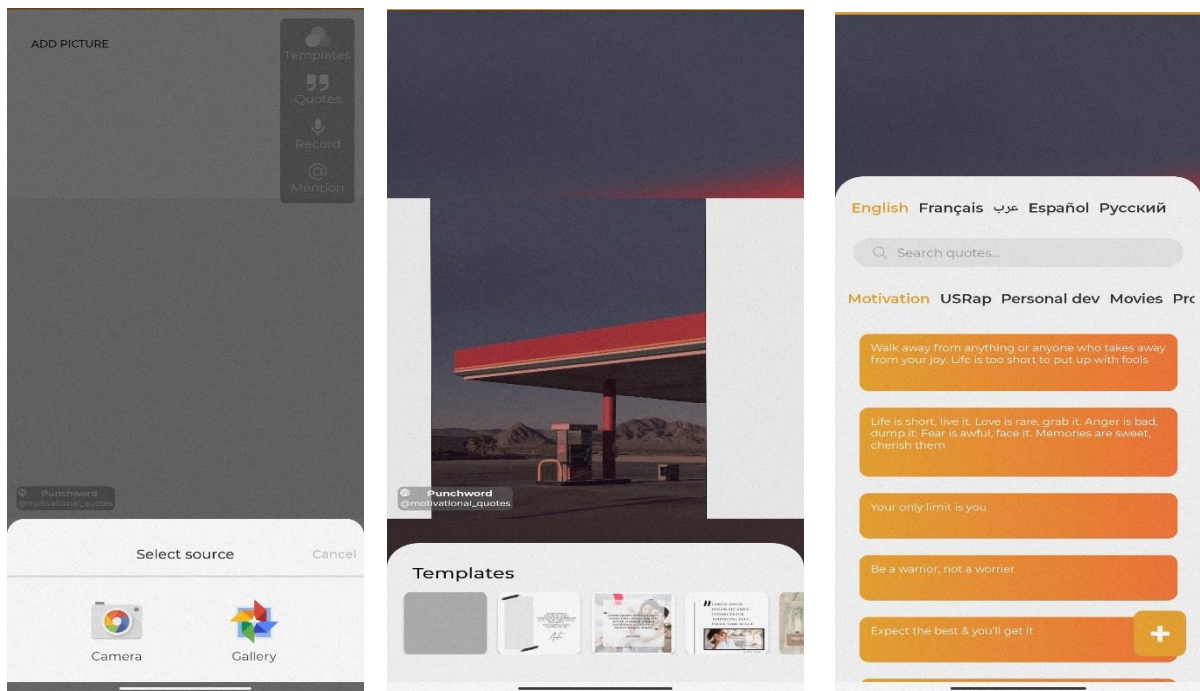 ADD PICTURE
Templates
Quotes
Record
@
Mention
Punchword
@motivational_quotes
Select source
Cancel
Camera
Gallery
Punchword
@motivational_quotes
Templates
English Français عرب Español Русский
Search quotes...
Motivation USRap Personal dev Movies Pro
Walk away from anything or anyone who takes away
from your joy. Life is too short to put up with fools
Life is short, live it. Love is rare, grab it. Anger is bad,
dump it. Fear is awful, face it. Memories are sweet,
cherish them
Your only limit is you
Be a warrior, not a worrier
Expect the best & you'll get it
+